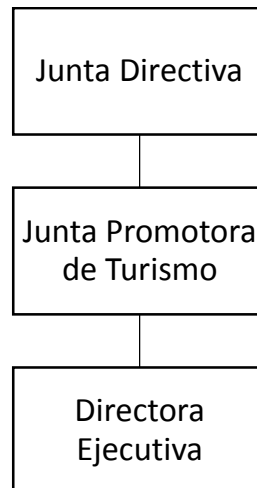 Junta Directiva
Junta Promotora
de Turismo
Directora
Ejecutiva